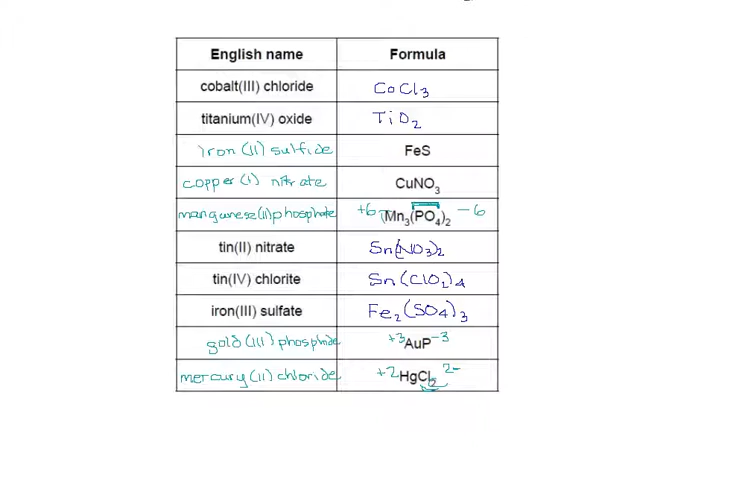 English name Formula
cobalt(III) chloride CoCl3
titanium(IV) oxide TiO2
iron (II) sulfide FeS
copper (I) nitrate CuNO3
manganese (II) phosphate +6 Mn3(PO4)2 -6
tin(II) nitrate Sn(NO3)2
tin(IV) chlorite Sn(ClO2)4
iron(III) sulfate Fe2(SO4)3
gold (III) phosphide +3 AuP -3
mercury (II) chloride +2 HgCl2 2-